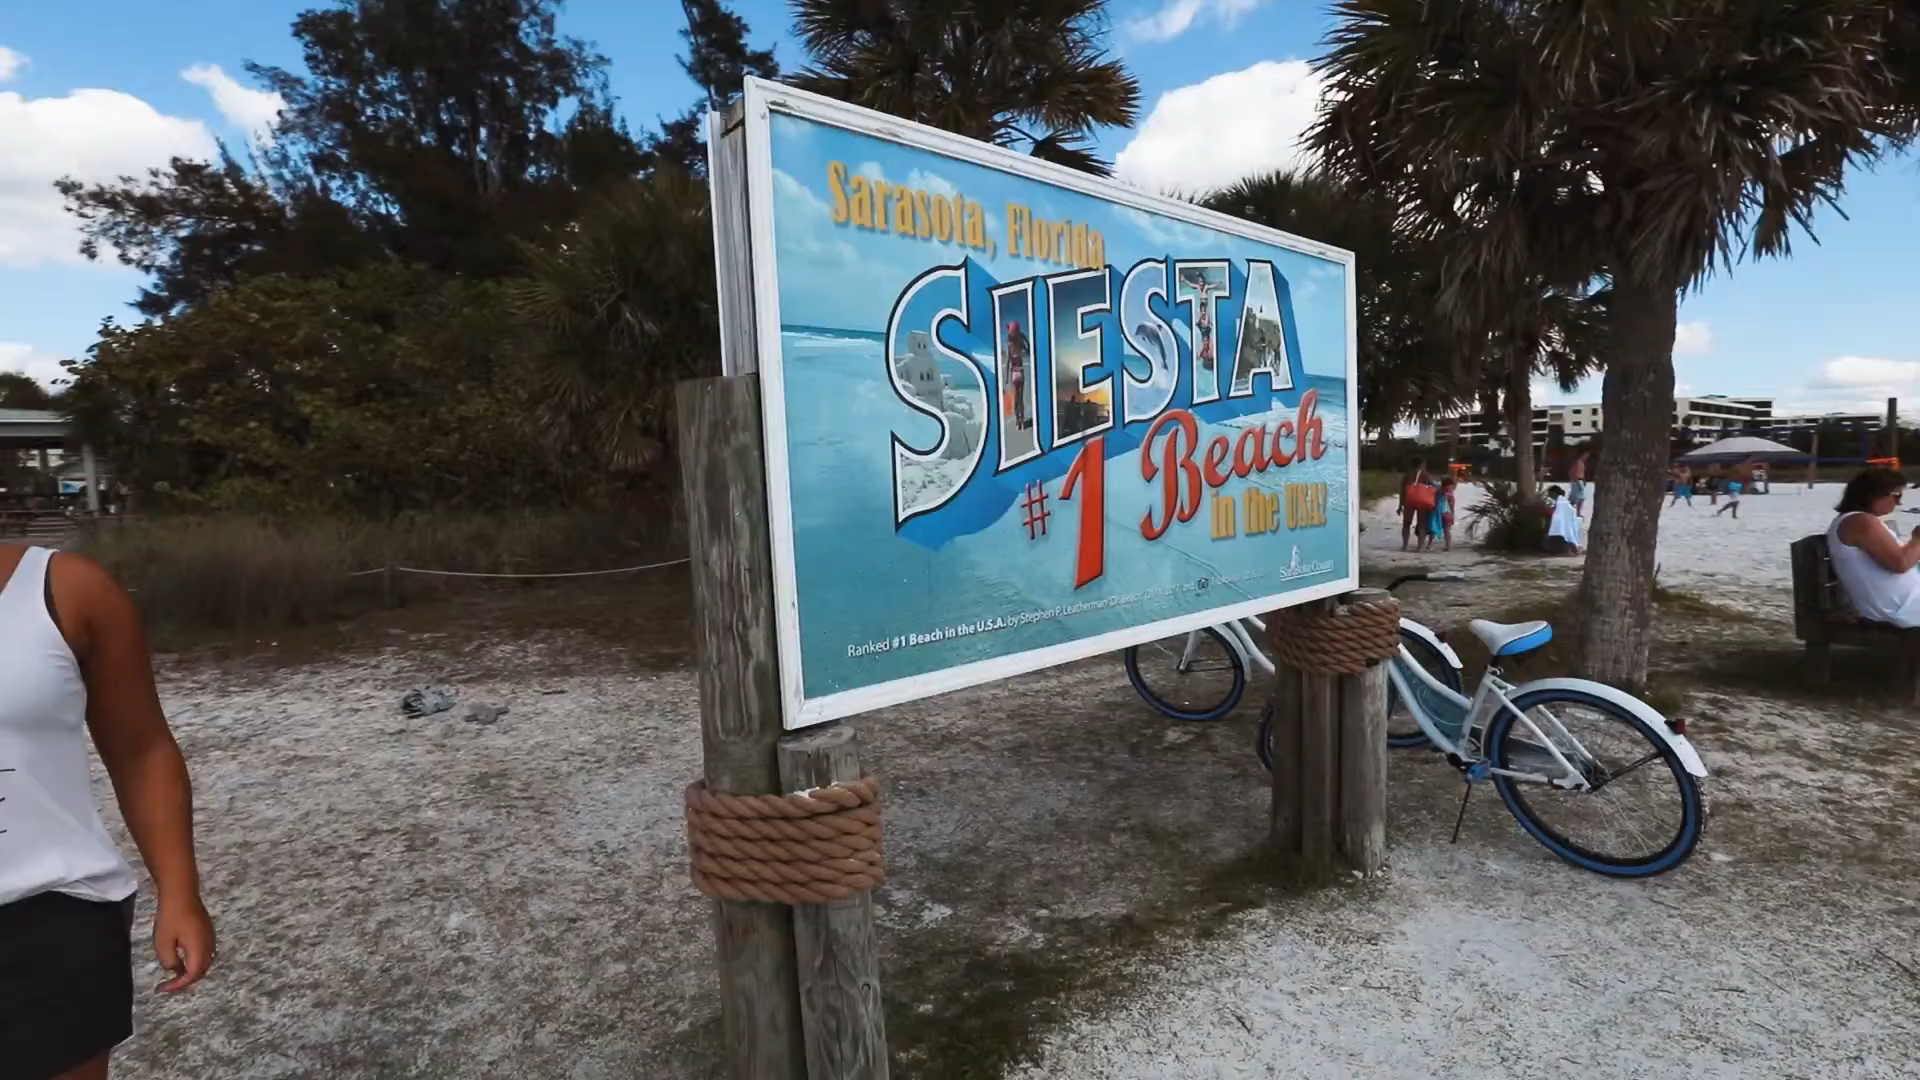 Sarasota, Florida
SIESTA
#1 Beach
in the USA!
Sarasota County
Ranked #1 Beach in the U.S.A. by Stephen P. Leatherman